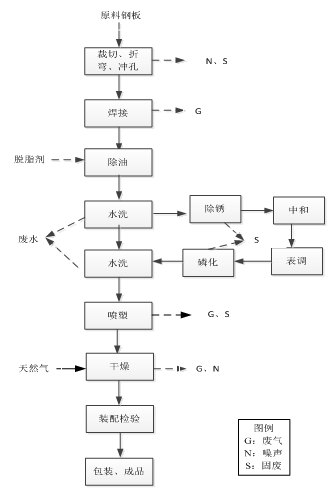 原料钢板
裁切、折
弯、冲孔
N、S
焊接
G
脱脂剂
除油
水洗
除锈
中和
废水
S
水洗
磷化
表调
喷塑
G、S
天然气
干燥
G、N
装配检验
包装、成品
图例
G：废气
N：噪声
S：固废